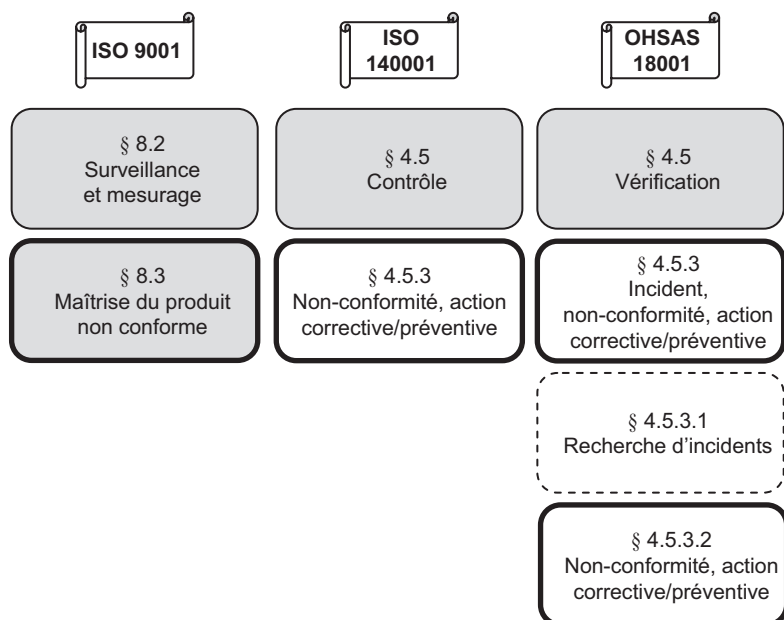 ISO 9001
ISO
140001
OHSAS
18001
§ 8.2
Surveillance
et mesurage
§ 4.5
Contrôle
§ 4.5
Vérification
§ 8.3
Maîtrise du produit
non conforme
§ 4.5.3
Non-conformité, action
corrective/préventive
§ 4.5.3
Incident,
non-conformité, action
corrective/préventive
§ 4.5.3.1
Recherche d’incidents
§ 4.5.3.2
Non-conformité, action
corrective/préventive